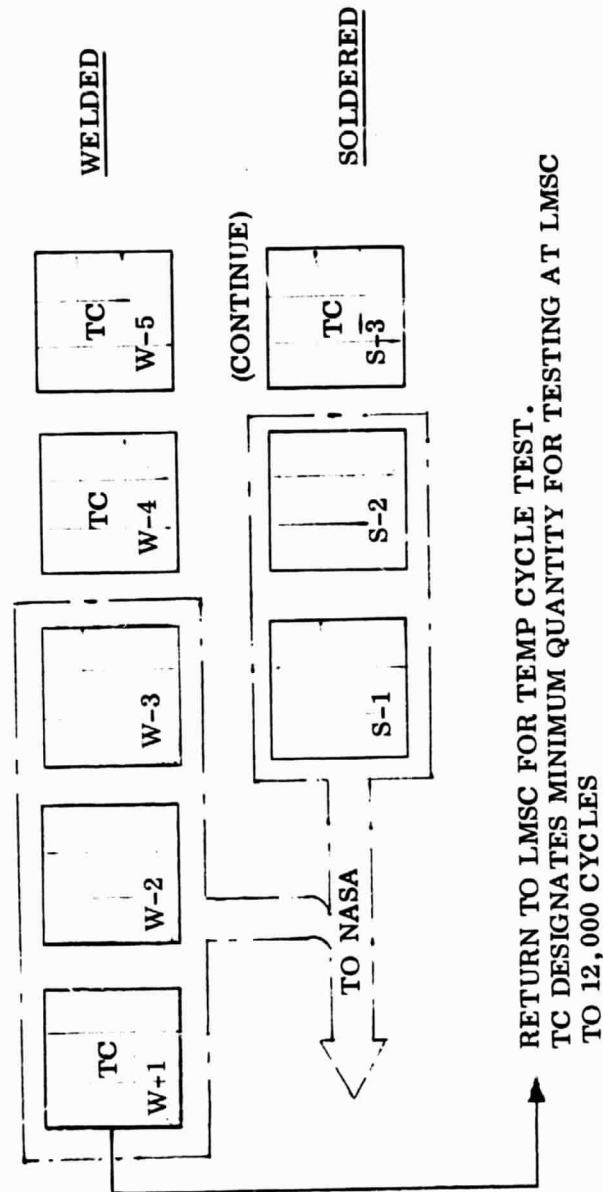 WELDED
TC
W-5
TC
W-4
W-3
W-2
TC
W+1
SOLDERED
(CONTINUE)
TC
S-3
S-2
S-1
TO NASA
RETURN TO LMSC FOR TEMP CYCLE TEST.
TC DESIGNATES MINIMUM QUANTITY FOR TESTING AT LMSC
TO 12,000 CYCLES